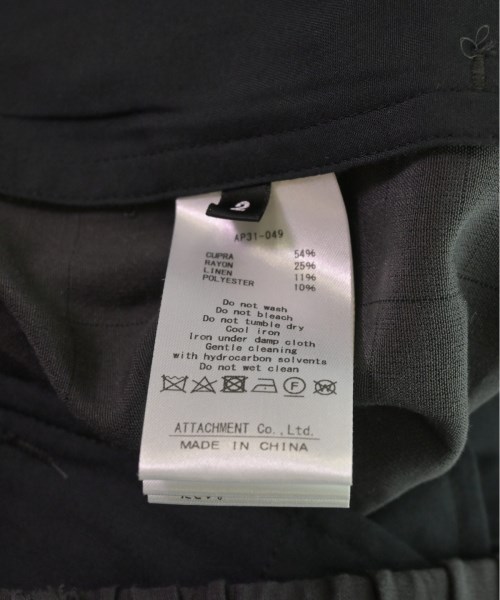 2
AP31-049
CUPRA 54%
RAYON 25%
LINEN 11%
POLYESTER 10%
Do not wash
Do not bleach
Do not tumble dry
Cool iron
Iron under damp cloth
Gentle cleaning
with hydrocarbon solvents
Do not wet clean
ATTACHMENT Co.,Ltd.
MADE IN CHINA